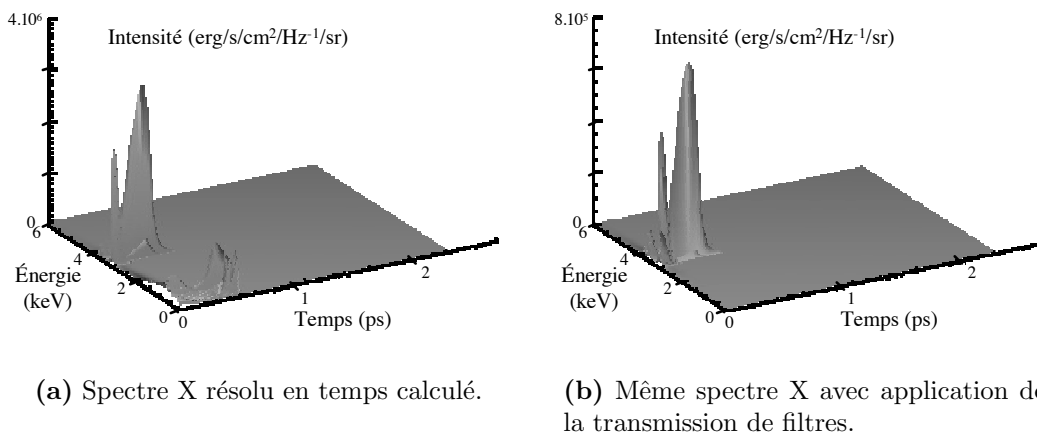 4.10⁶
Intensité (erg/s/cm²/Hz⁻¹/sr)
0
6
4
2
0
Énergie
(keV)
0
1
2
Temps (ps)
8.10⁵
Intensité (erg/s/cm²/Hz⁻¹/sr)
0
6
4
2
0
Énergie
(keV)
0
1
2
Temps (ps)
(a) Spectre X résolu en temps calculé.
(b) Même spectre X avec application de
la transmission de filtres.